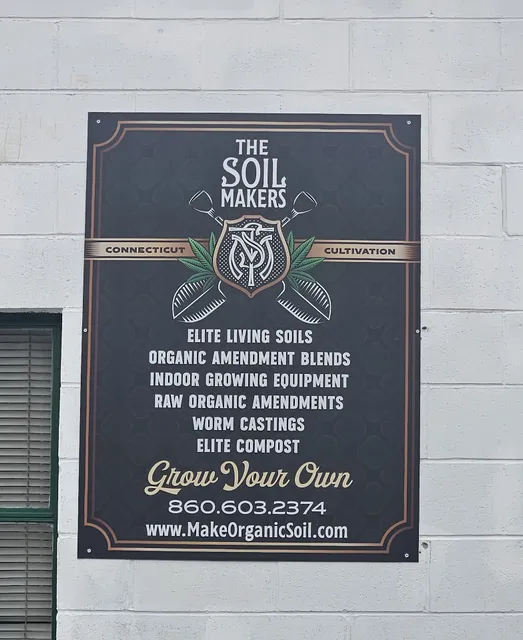 THE
SOIL
MAKERS
CONNECTICUT CULTIVATION
ELITE LIVING SOILS
ORGANIC AMENDMENT BLENDS
INDOOR GROWING EQUIPMENT
RAW ORGANIC AMENDMENTS
WORM CASTINGS
ELITE COMPOST
Grow Your Own
860.603.2374
www.MakeOrganicSoil.com